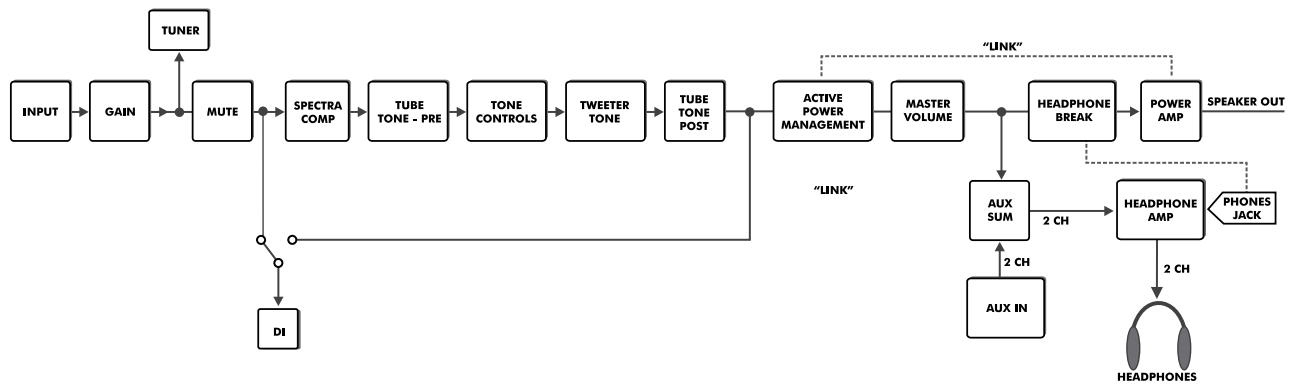 TUNER
"LINK"
INPUT
GAIN
MUTE
SPECTRA
COMP
TUBE
TONE - PRE
TONE
CONTROLS
TWEETER
TONE
TUBE
TONE
POST
ACTIVE
POWER
MANAGEMENT
MASTER
VOLUME
HEADPHONE
BREAK
POWER
AMP
SPEAKER OUT
"LINK"
AUX
SUM
2 CH
HEADPHONE
AMP
PHONES
JACK
2 CH
2 CH
AUX IN
DI
HEADPHONES